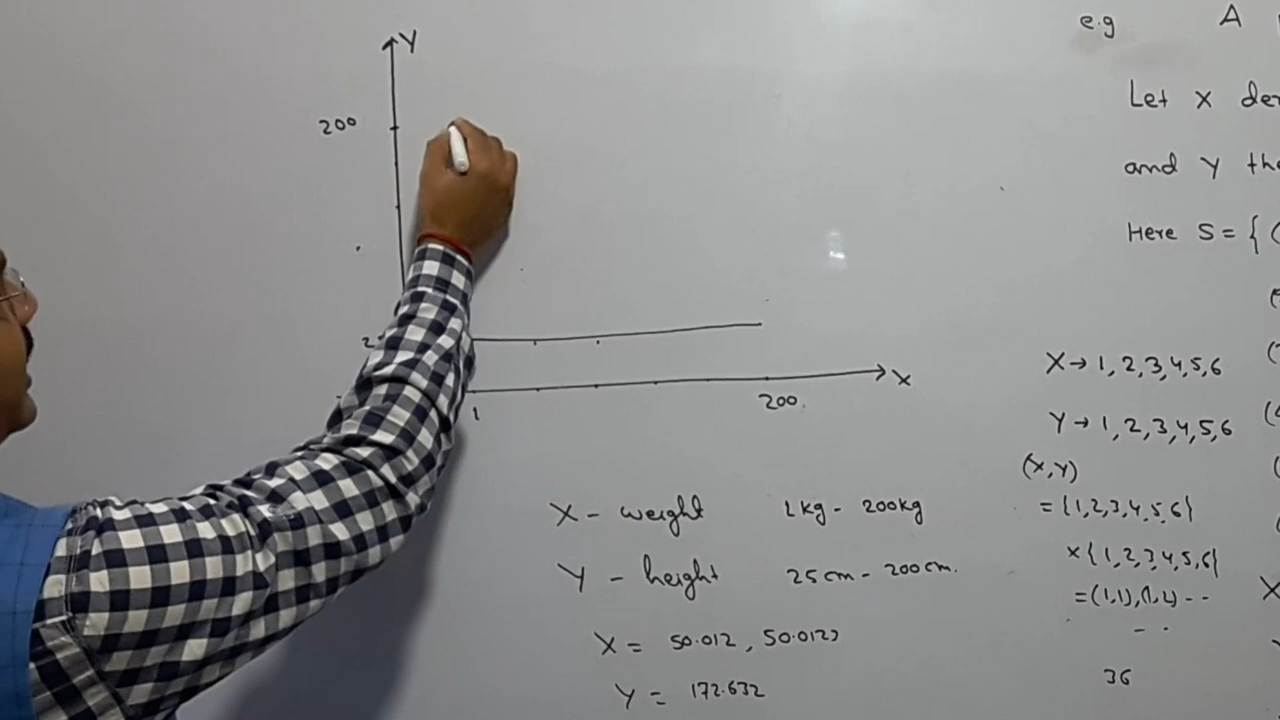 Y
200
2
1
200
X
X - weight 1kg - 200kg
Y - height 25cm - 200cm.
X = 50.012, 50.0123
Y = 172.632
e.g A
Let X
and Y
Here S = {
X → 1, 2, 3, 4, 5, 6
Y → 1, 2, 3, 4, 5, 6
(X, Y)
= {1, 2, 3, 4, 5, 6}
x {1, 2, 3, 4, 5, 6}
= (1,1), (1,2) - -
- .
36